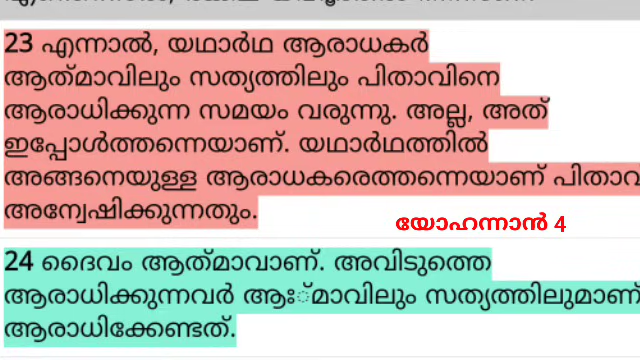 23 എന്നാൽ, യഥാർഥ ആരാധകർ
ആത്മാവിലും സത്യത്തിലും പിതാവിനെ
ആരാധിക്കുന്ന സമയം വരുന്നു. അല്ല, അത്
ഇപ്പോൾത്തന്നെയാണ്. യഥാർഥത്തിൽ
അങ്ങനെയുള്ള ആരാധകരെത്തന്നെയാണ്
അന്വേഷിക്കുന്നതും.
യോഹന്നാൻ 4
24 ദൈവം ആത്മാവാണ്. അവിടുത്തെ
ആരാധിക്കുന്നവർ ആഃ്മാവിലും സത്യത്തിലുമാണ്
ആരാധിക്കേണ്ടത്.